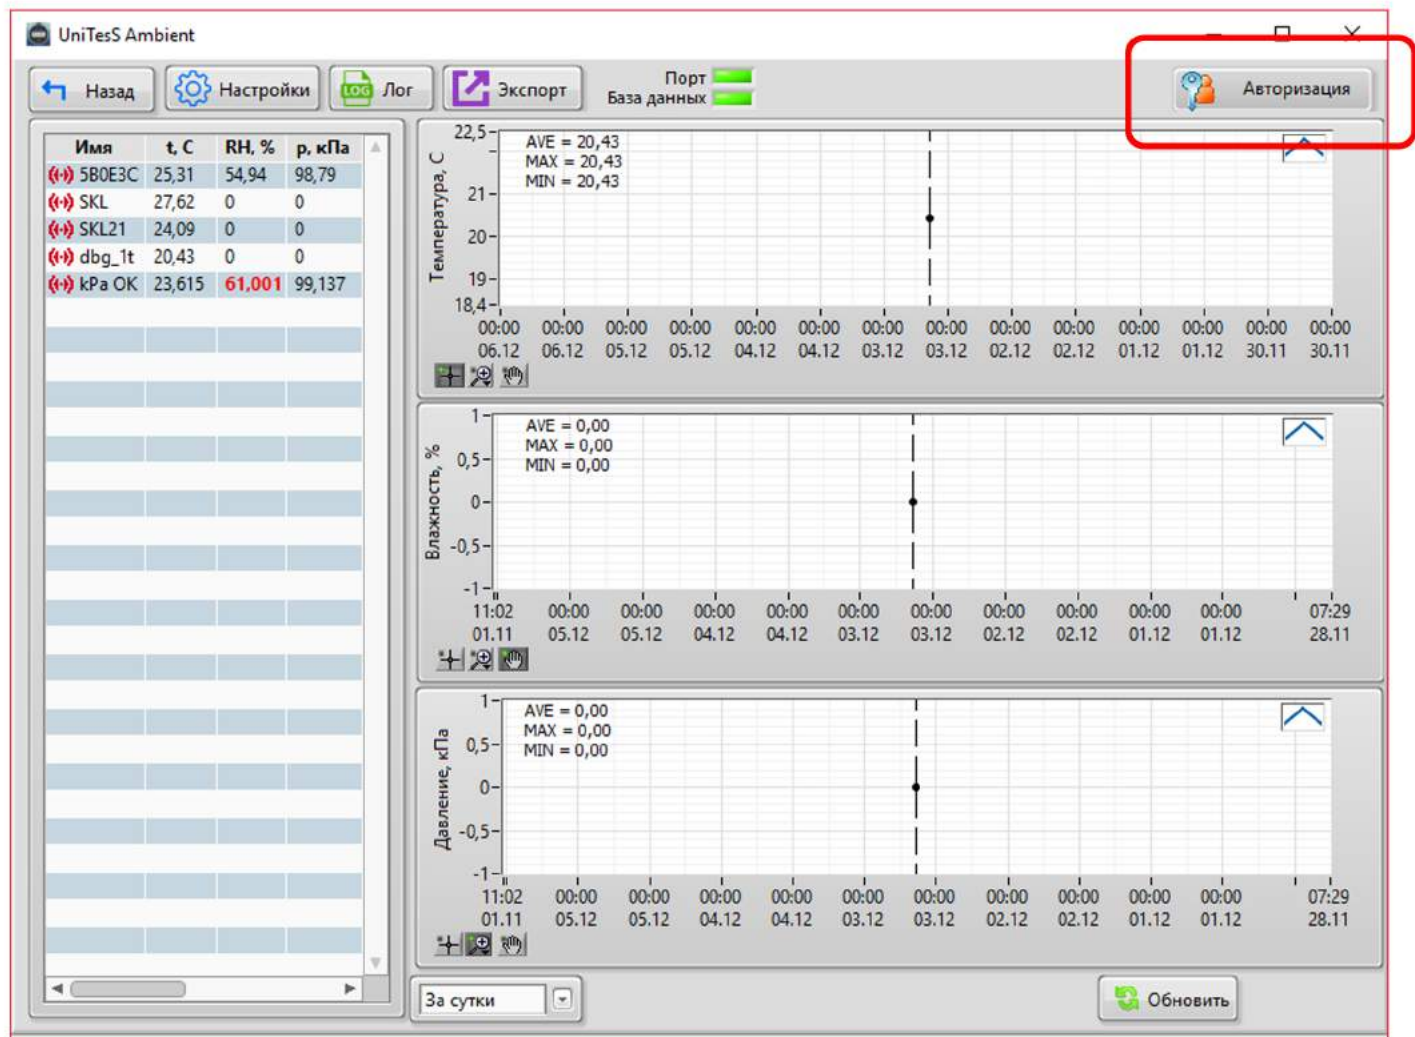 UniTesS Ambient
Назад Настройки LOG Лог Экспорт Порт База данных Авторизация
Имя t, C RH, % p, кПа
5B0E3C 25,31 54,94 98,79
SKL 27,62 0 0
SKL21 24,09 0 0
dbg_1t 20,43 0 0
kPa OK 23,615 61,001 99,137
Температура, C
22,5
21
20
19
18,4
AVE = 20,43
MAX = 20,43
MIN = 20,43
00:00 00:00 00:00 00:00 00:00 00:00 00:00 00:00 00:00 00:00 00:00 00:00 00:00 00:00
06.12 06.12 05.12 05.12 04.12 04.12 03.12 03.12 02.12 02.12 01.12 01.12 30.11 30.11
Влажность, %
1
0,5
0
-0,5
-1
AVE = 0,00
MAX = 0,00
MIN = 0,00
11:02 00:00 00:00 00:00 00:00 00:00 00:00 00:00 00:00 00:00 00:00 07:29
01.11 05.12 05.12 04.12 04.12 03.12 03.12 02.12 02.12 01.12 01.12 28.11
Давление, кПа
1
0,5
0
-0,5
-1
AVE = 0,00
MAX = 0,00
MIN = 0,00
11:02 00:00 00:00 00:00 00:00 00:00 00:00 00:00 00:00 00:00 00:00 07:29
01.11 05.12 05.12 04.12 04.12 03.12 03.12 02.12 02.12 01.12 01.12 28.11
За сутки
Обновить